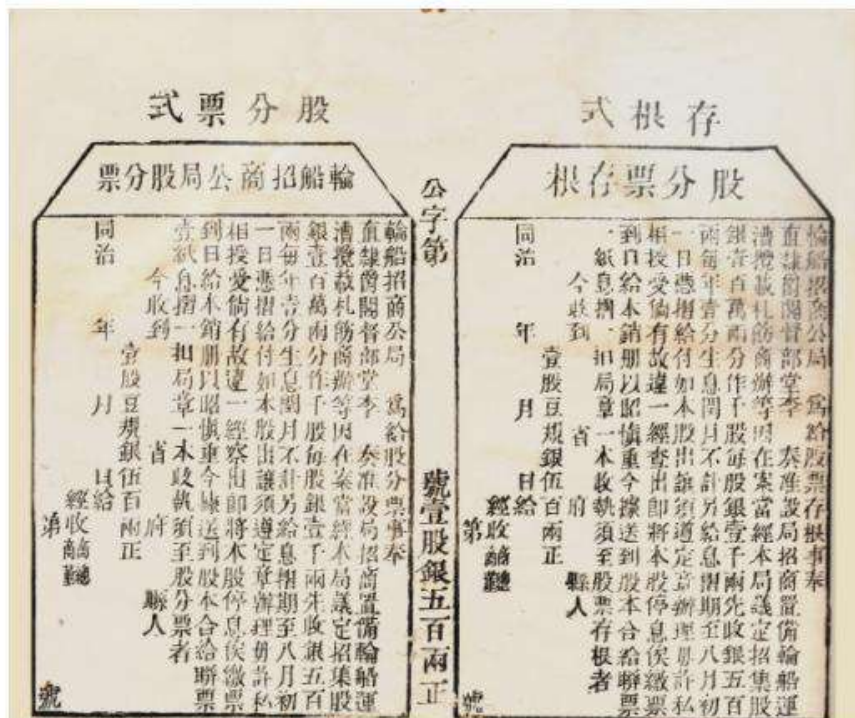 存根式
股分票存根
輪船招商公局 為給股票存根事奉
直隸爵閣督部堂李 奏准設局招商置備輪船運
漕攬載札飭商辦等因在案當經本局議定招集股
銀壹百萬兩分作千股每股銀壹千兩先收銀五百
兩每年壹分生息閏月不計另給息摺期至八月初
一日憑摺給付如本股出讓須遵定章辦理毋許私
相授受倘有故違一經查出即將本股停息俟繳票
到日給本銷册以昭慎重今據送到股本合給聯票
一紙息摺一扣局章一本收執須至股票存根者
今收到 省 府 縣人
壹股豆規銀伍百兩正
同治 年 月 日給
經收商總董
第 號
公字第 號壹股銀五百兩正
股分票式
輪船招商公局股分票
輪船招商公局 為給股分票事奉
直隸爵閣督部堂李 奏准設局招商置備輪船運
漕攬載札飭商辦等因在案當經本局議定招集股
銀壹百萬兩分作千股每股銀壹千兩先收銀五百
兩每年壹分生息閏月不計另給息摺期至八月初
一日憑摺給付如本股出讓須遵定章辦理毋許私
相授受倘有故違一經察出即將本股停息俟繳票
到日給本銷册以昭慎重今據送到股本合給聯票
壹紙息摺一扣局章一本收執須至股分票者
今收到 省 府 縣人
壹股豆規銀伍百兩正
同治 年 月 日給
經收商總董
第 號